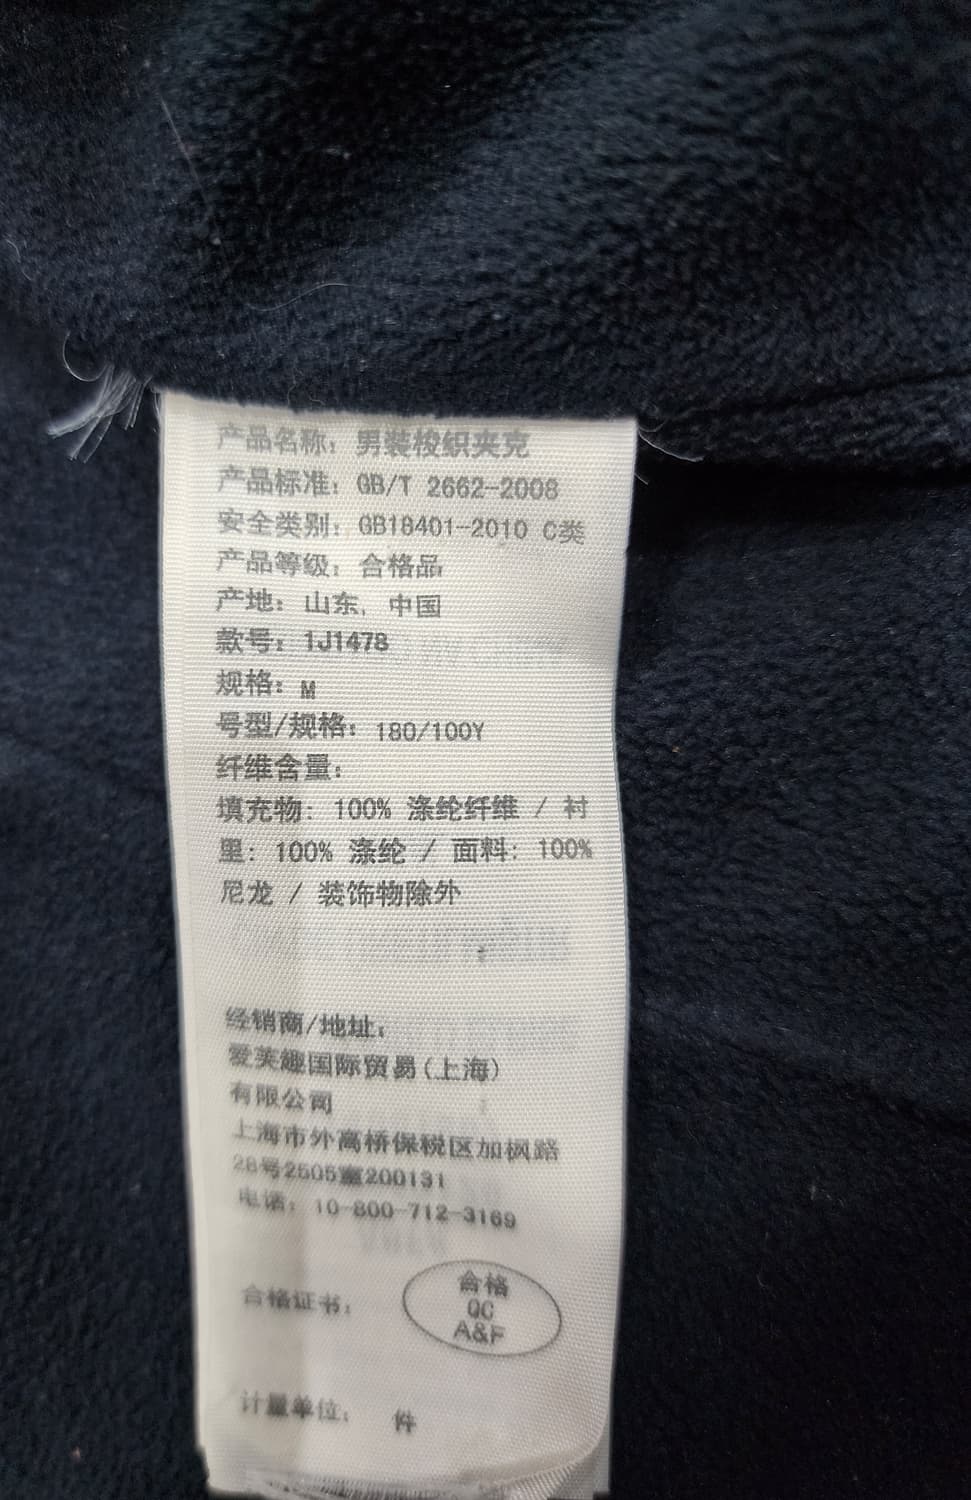 产品名称: 男装梭织夹克
产品标准: GB/T 2662-2008
安全类别: GB18401-2010 C类
产品等级: 合格品
产地: 山东, 中国
款号: 1J1478
规格: M
号型/规格: 180/100Y
纤维含量:
填充物: 100% 涤纶纤维 / 衬
里: 100% 涤纶 / 面料: 100%
尼龙 / 装饰物除外
经销商/地址:
爱芙趣国际贸易(上海)
有限公司
上海市外高桥保税区加枫路
28号2505室200131
电话: 10-800-712-3169
合格证书:
合格
QC
A&F
计量单位: 件